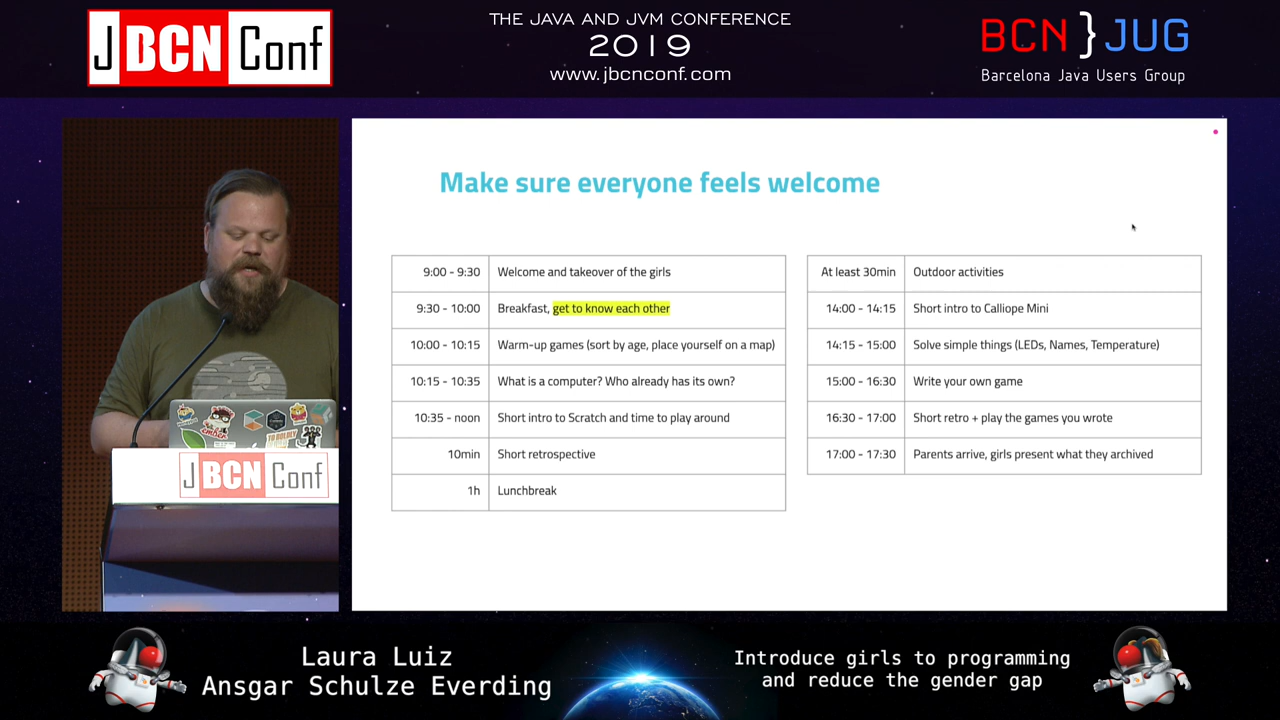 JBCN Conf
THE JAVA AND JVM CONFERENCE
2019
www.jbcnconf.com
BCN}JUG
Barcelona Java Users Group
Make sure everyone feels welcome
9:00 - 9:30 Welcome and takeover of the girls
9:30 - 10:00 Breakfast, get to know each other
10:00 - 10:15 Warm-up games (sort by age, place yourself on a map)
10:15 - 10:35 What is a computer? Who already has its own?
10:35 - noon Short intro to Scratch and time to play around
10min Short retrospective
1h Lunchbreak
At least 30min Outdoor activities
14:00 - 14:15 Short intro to Calliope Mini
14:15 - 15:00 Solve simple things (LEDs, Names, Temperature)
15:00 - 16:30 Write your own game
16:30 - 17:00 Short retro + play the games you wrote
17:00 - 17:30 Parents arrive, girls present what they archived
JBCN Conf
Laura Luiz
Ansgar Schulze Everding
Introduce girls to programming
and reduce the gender gap